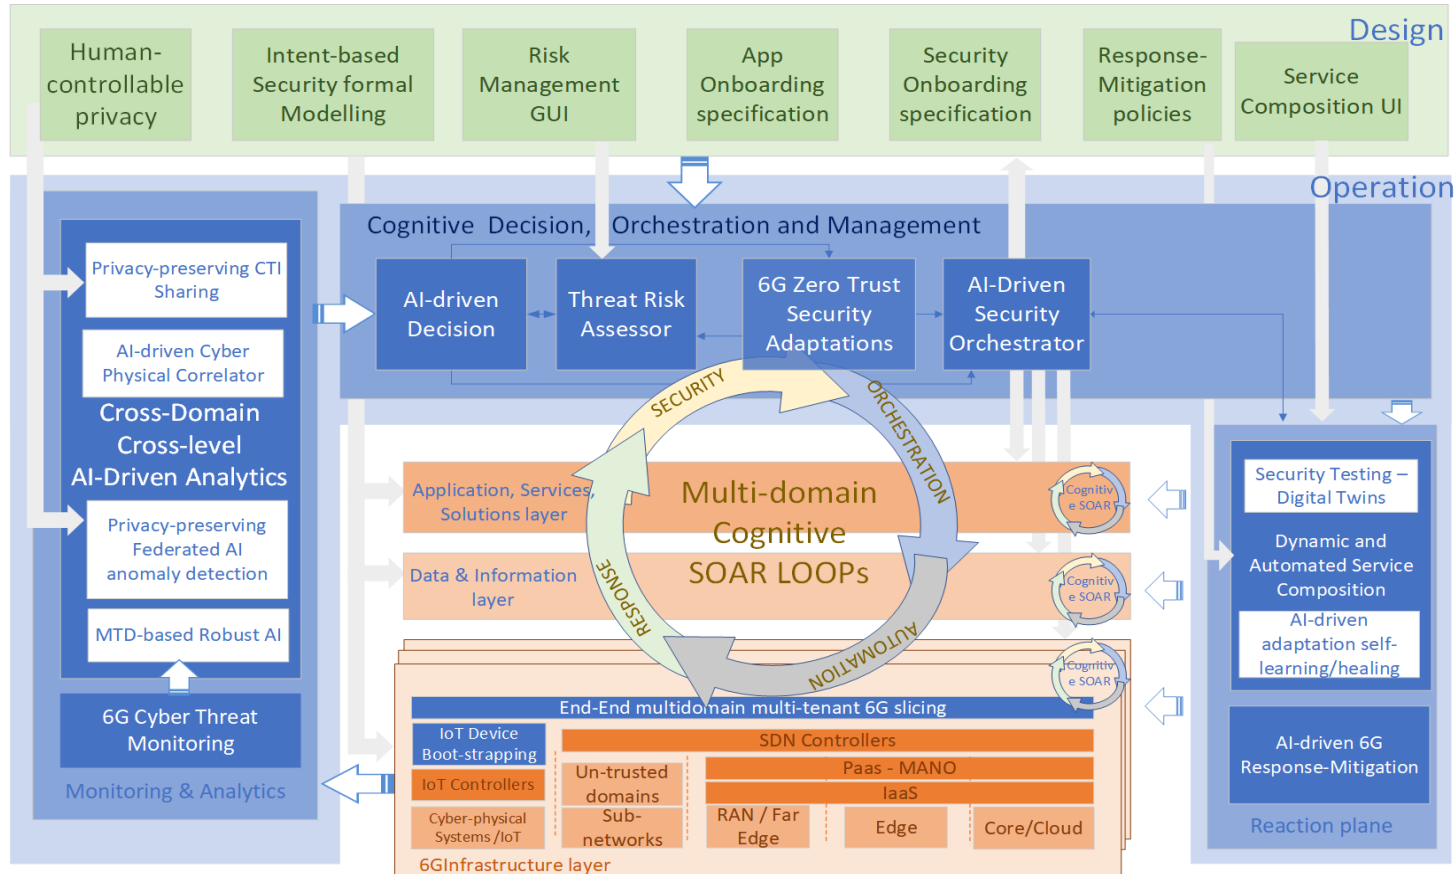 Design
Human-
controllable
privacy
Intent-based
Security formal
Modelling
Risk
Management
GUI
App
Onboarding
specification
Security
Onboarding
specification
Response-
Mitigation
policies
Service
Composition UI
Operation
Cognitive Decision, Orchestration and Management
AI-driven
Decision
Threat Risk
Assessor
6G Zero Trust
Security
Adaptations
AI-Driven
Security
Orchestrator
Privacy-preserving CTI
Sharing
AI-driven Cyber
Physical Correlator
Cross-Domain
Cross-level
AI-Driven Analytics
Privacy-preserving
Federated AI
anomaly detection
MTD-based Robust AI
6G Cyber Threat
Monitoring
Monitoring & Analytics
SECURITY
ORCHESTRATION
AUTOMATION
RESPONSE
Multi-domain
Cognitive
SOAR LOOPs
Application, Services,
Solutions layer
Cognitiv
e SOAR
Data & Information
layer
Cognitiv
e SOAR
Cognitiv
e SOAR
End-End multidomain multi-tenant 6G slicing
IoT Device
Boot-strapping
SDN Controllers
IoT Controllers
Un-trusted
domains
Paas - MANO
IaaS
Cyber-physical
Systems /IoT
Sub-
networks
RAN / Far
Edge
Edge
Core/Cloud
6GInfrastructure layer
Security Testing –
Digital Twins
Dynamic and
Automated Service
Composition
AI-driven
adaptation self-
learning/healing
AI-driven 6G
Response-Mitigation
Reaction plane